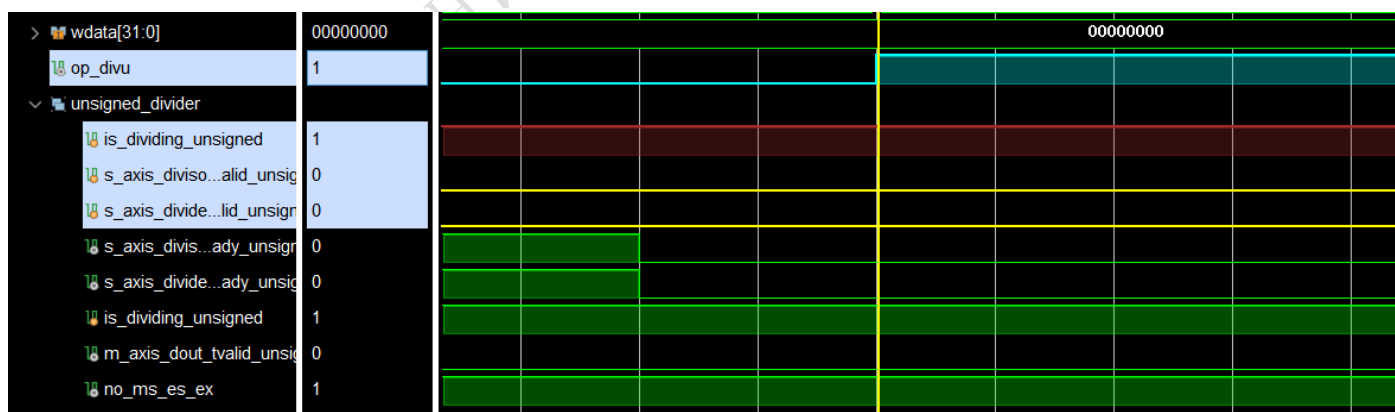 wdata[31:0] 00000000 00000000
op_divu 1
unsigned_divider
is_dividing_unsigned 1
s_axis_diviso...alid_unsig 0
s_axis_divide...lid_unsign 0
s_axis_divis...ady_unsigr 0
s_axis_divide...ady_unsig 0
is_dividing_unsigned 1
m_axis_dout_tvalid_unsig 0
no_ms_es_ex 1